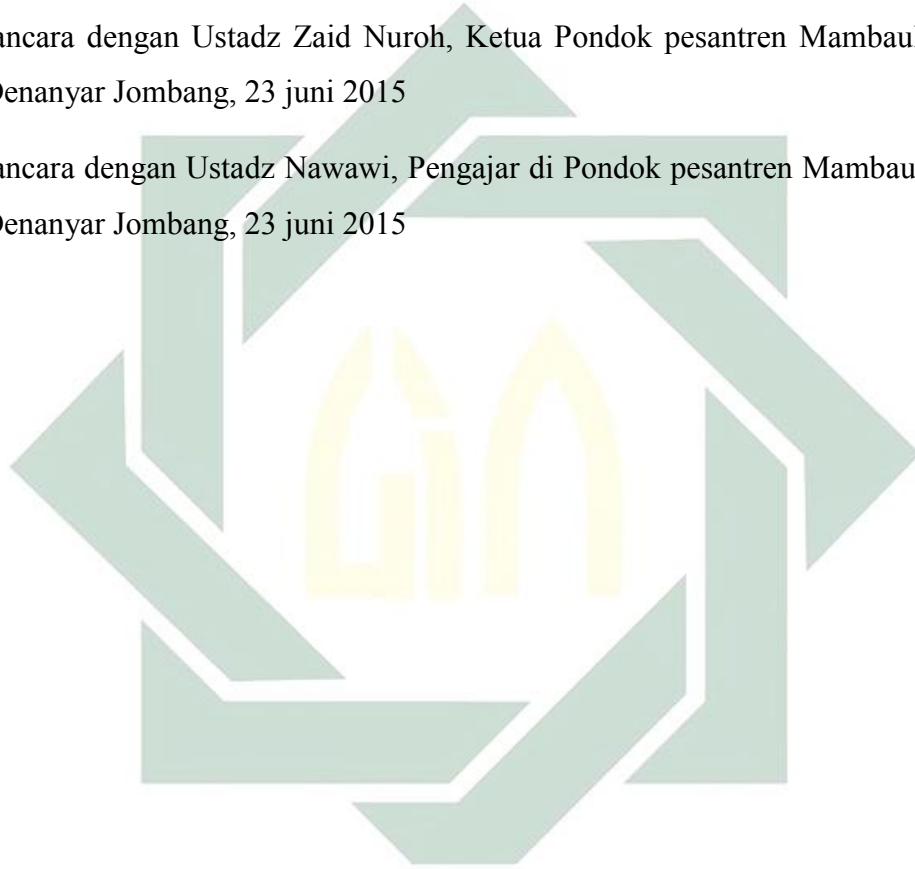 ancara dengan Ustadz Zaid Nuroh, Ketua Pondok pesantren Mambau
Denanyar Jombang, 23 juni 2015
ancara dengan Ustadz Nawawi, Pengajar di Pondok pesantren Mambau
Denanyar Jombang, 23 juni 2015